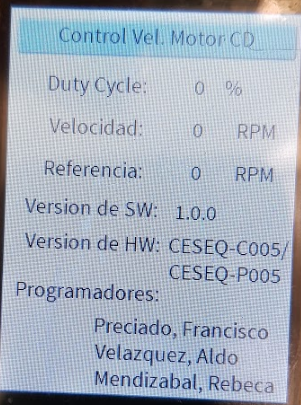 Control Vel. Motor CD
Duty Cycle: 0 %
Velocidad: 0 RPM
Referencia: 0 RPM
Version de SW: 1.0.0
Version de HW: CESEQ-C005/
CESEQ-P005
Programadores:
Preciado, Francisco
Velazquez, Aldo
Mendizabal, Rebeca